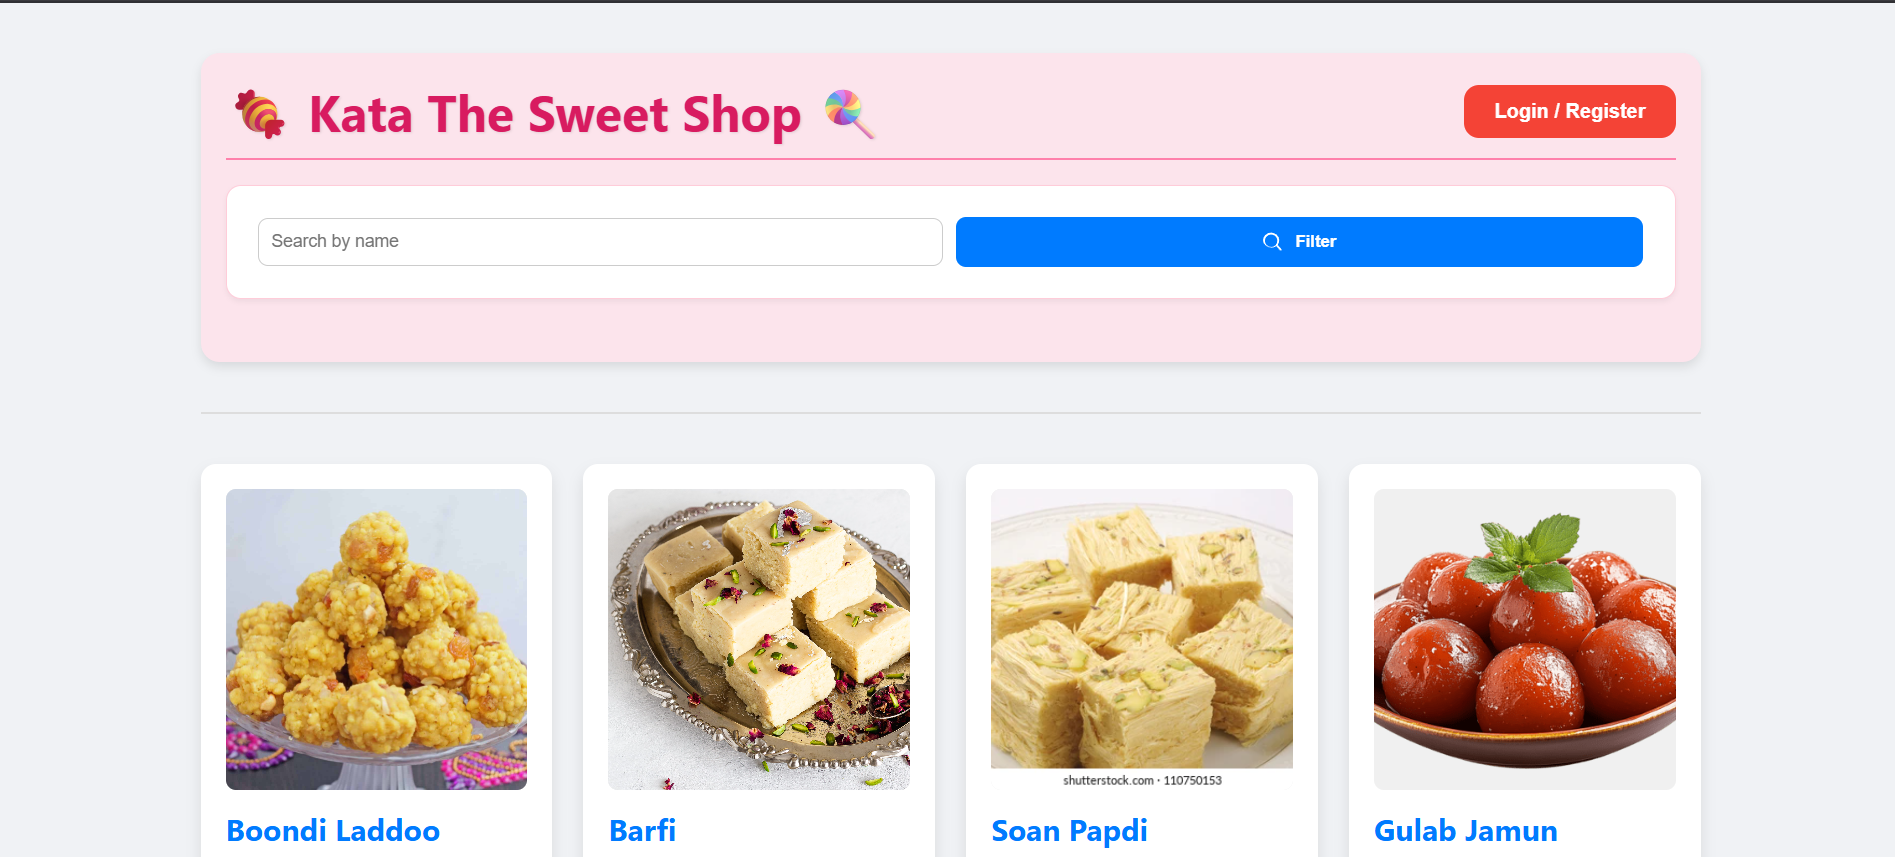 Kata The Sweet Shop
Login / Register
Search by name
Filter
shutterstock.com · 110750153
Boondi Laddoo
Barfi
Soan Papdi
Gulab Jamun